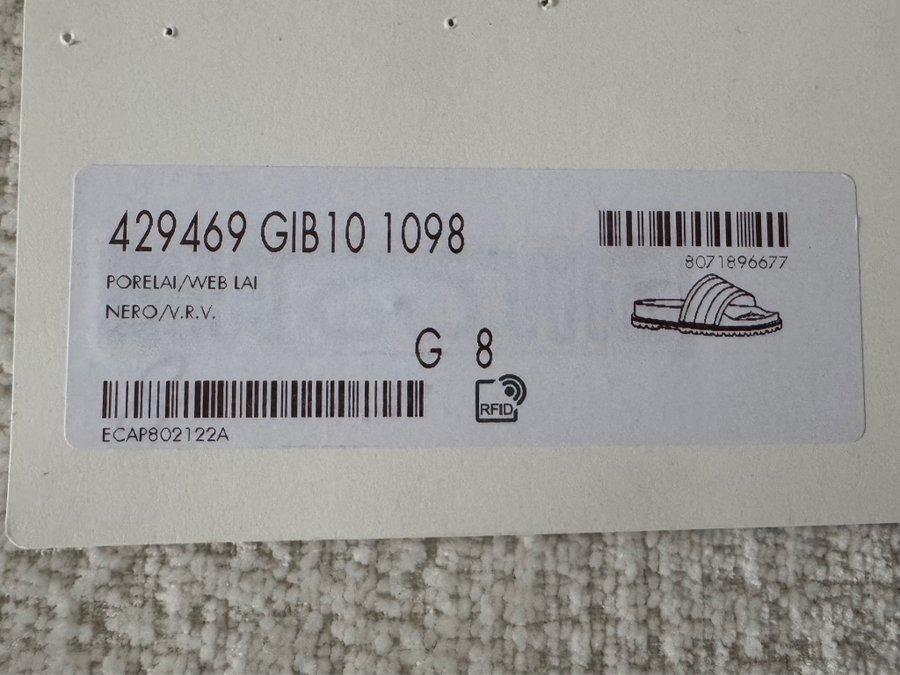 429469 GIB10 1098
8071896677
PORELAI/WEB LAI
NERO/V.R.V.
G 8
RFID
ECAP802122A